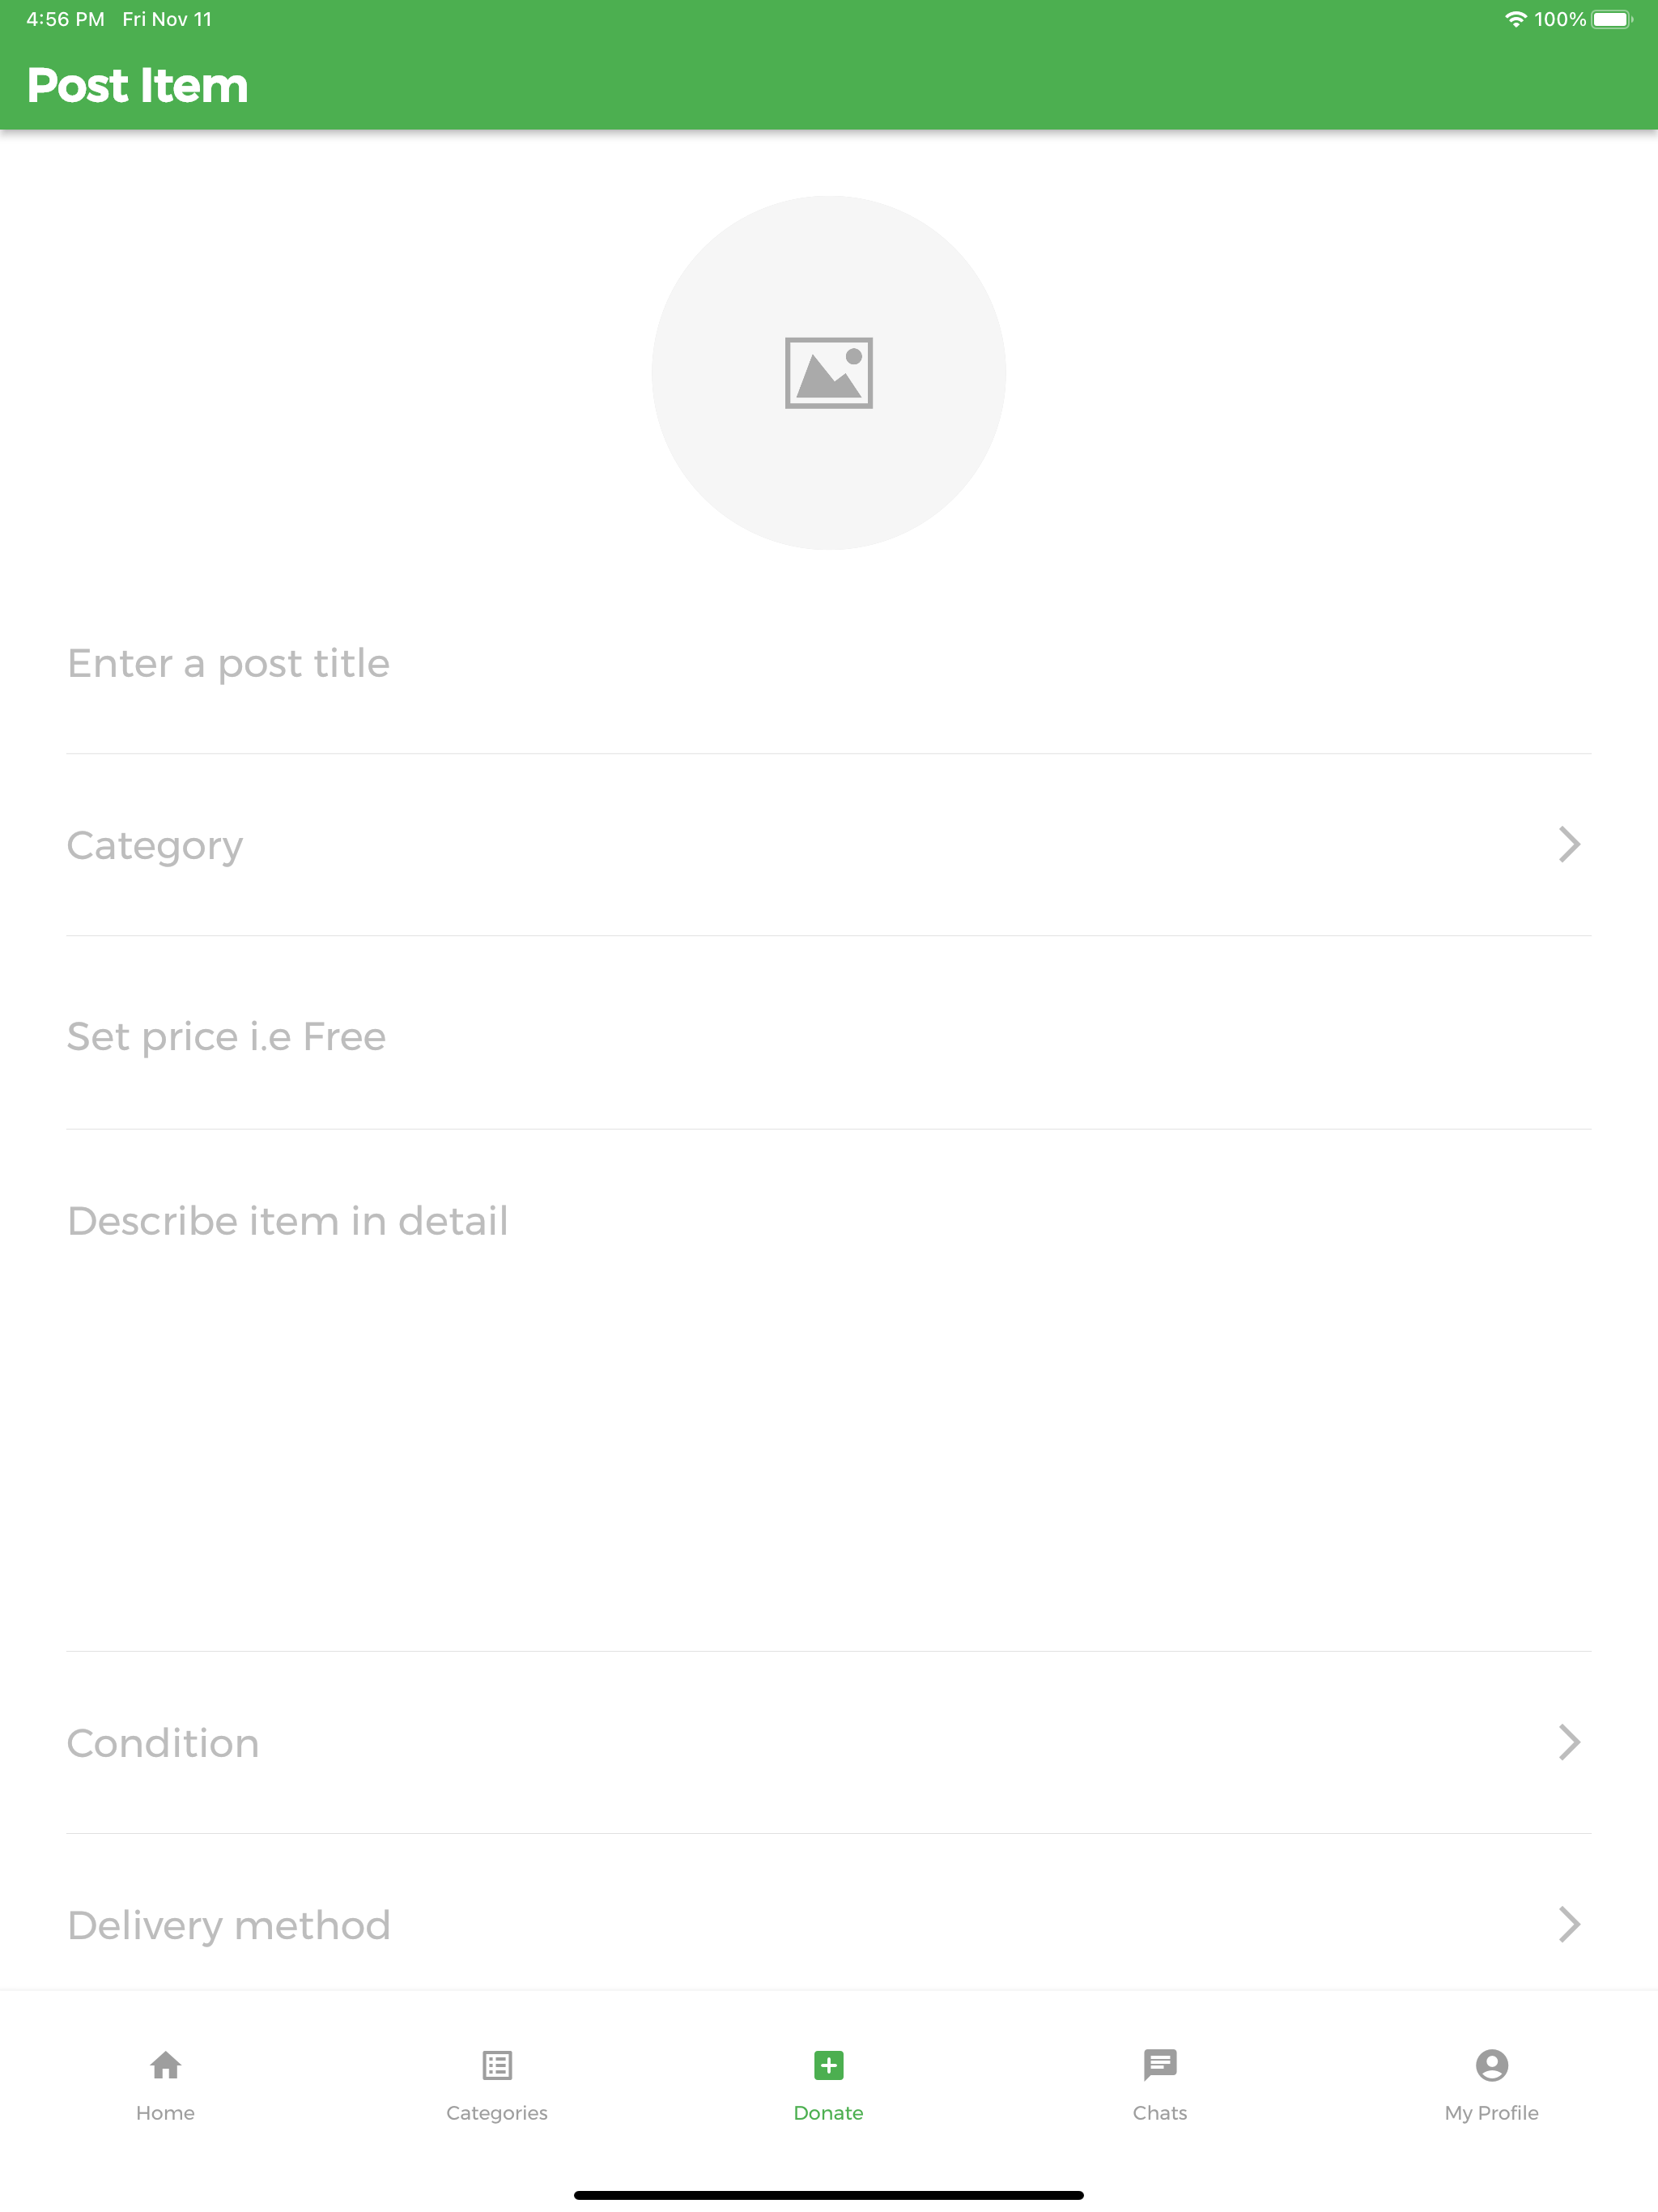 4:56 PM Fri Nov 11 100%
Post Item
Enter a post title
Category
Set price i.e Free
Describe item in detail
Condition
Delivery method
Home Categories Donate Chats My Profile